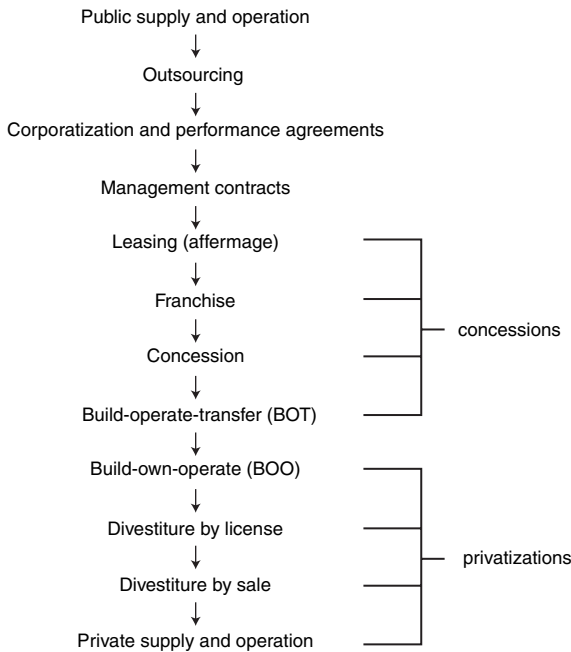 Public supply and operation
Outsourcing
Corporatization and performance agreements
Management contracts
Leasing (affermage)
Franchise
concessions
Concession
Build-operate-transfer (BOT)
Build-own-operate (BOO)
Divestiture by license
privatizations
Divestiture by sale
Private supply and operation